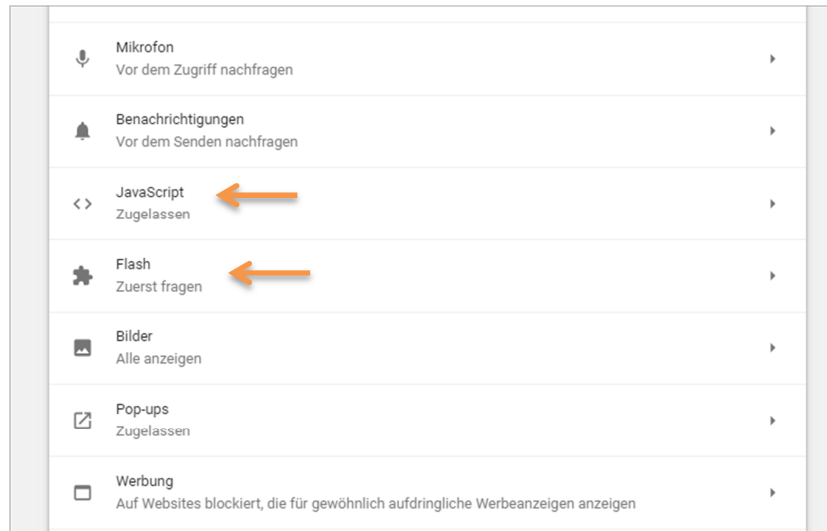 Mikrofon
Vor dem Zugriff nachfragen
Benachrichtigungen
Vor dem Senden nachfragen
JavaScript
Zugelassen
Flash
Zuerst fragen
Bilder
Alle anzeigen
Pop-ups
Zugelassen
Werbung
Auf Websites blockiert, die für gewöhnlich aufdringliche Werbeanzeigen anzeigen